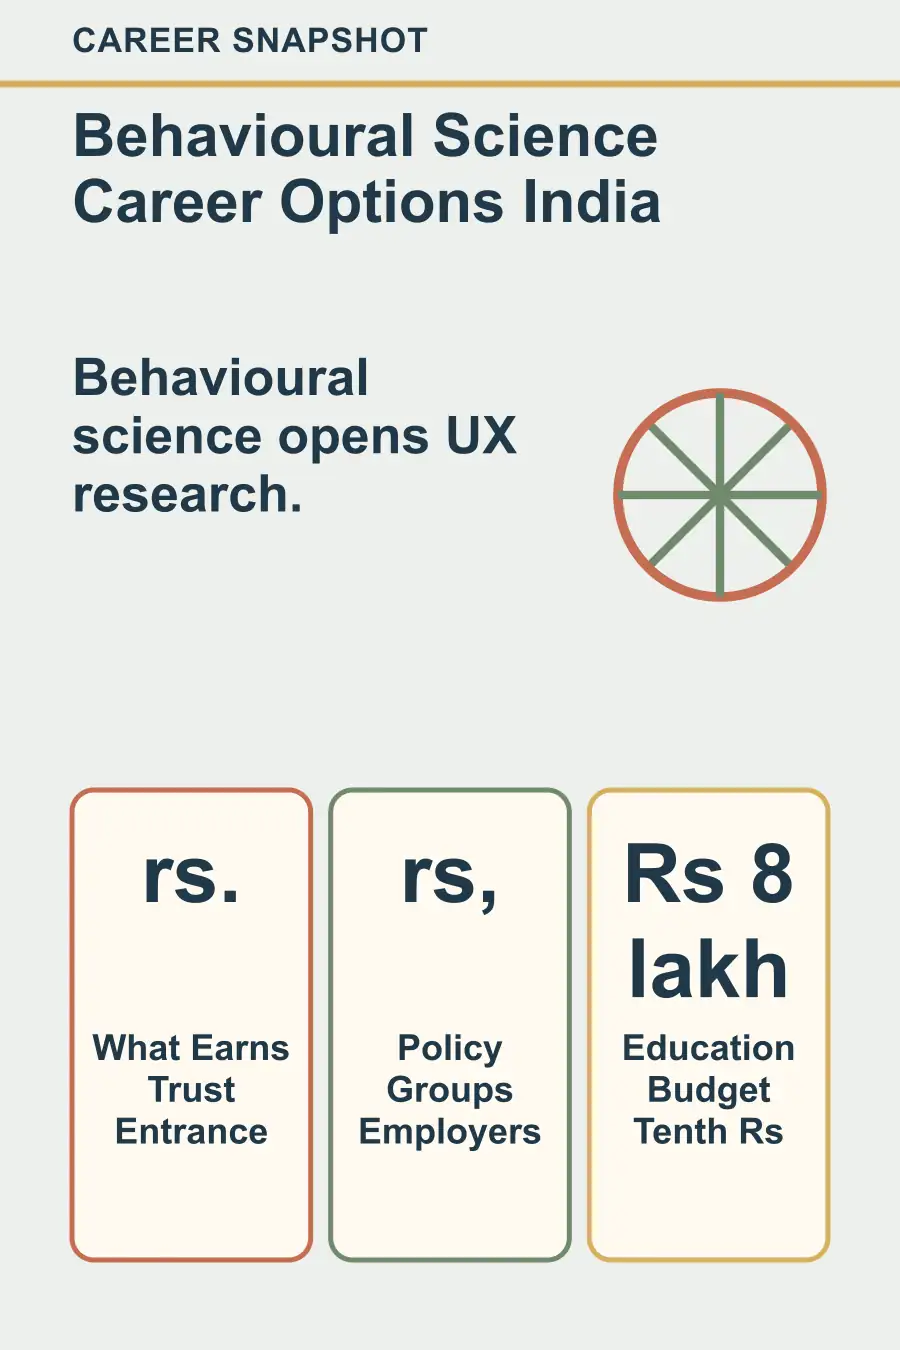 CAREER SNAPSHOT
Behavioural Science
Career Options India
Behavioural
science opens UX
research.
rs.
What Earns
Trust
Entrance
rs,
Policy
Groups
Employers
Rs 8
lakh
Education
Budget
Tenth Rs